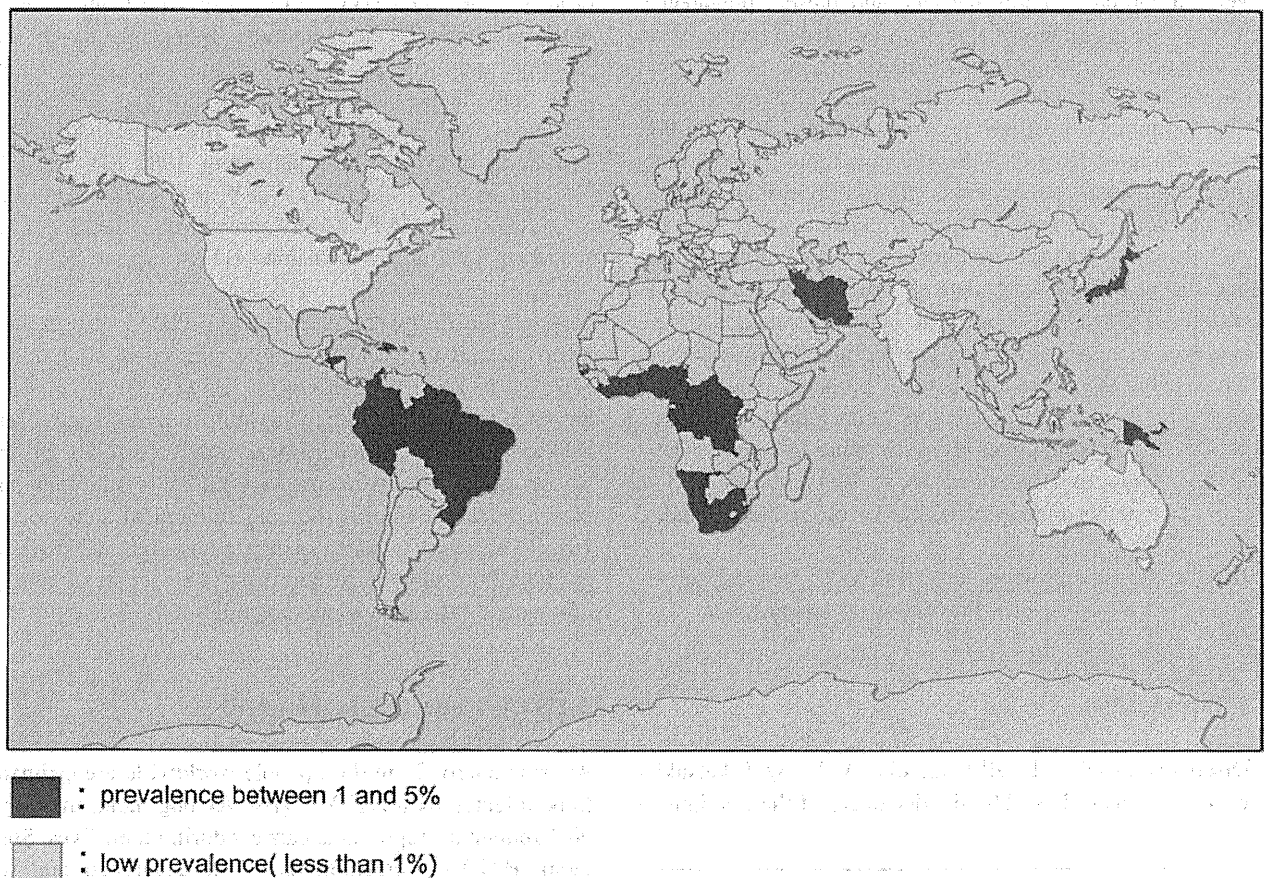 : prevalence between 1 and 5%
: low prevalence( less than 1%)